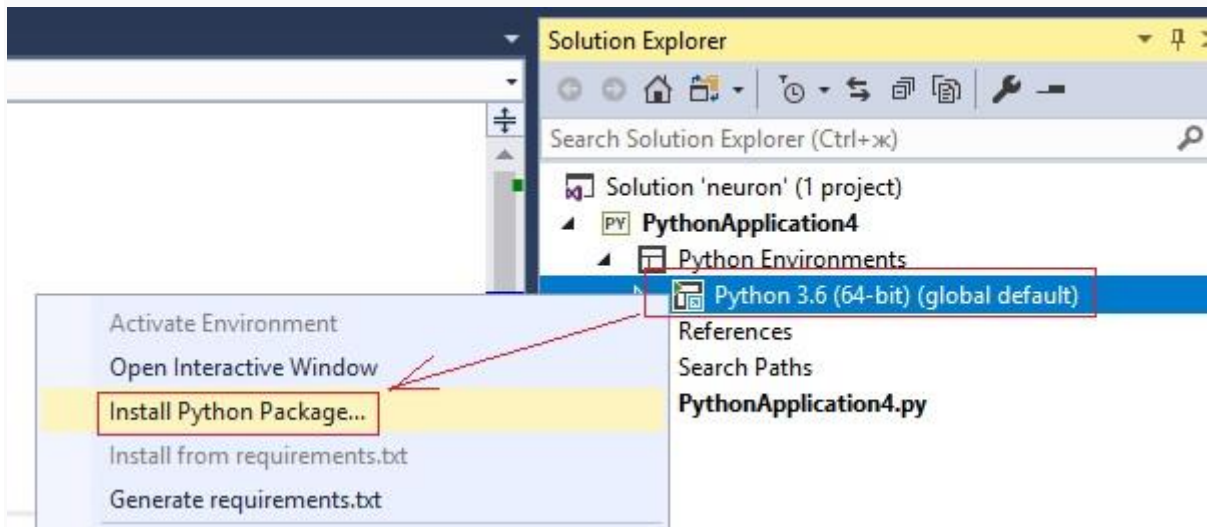 Solution Explorer
Search Solution Explorer (Ctrl+ж)
Solution 'neuron' (1 project)
PY PythonApplication4
Python Environments
Python 3.6 (64-bit) (global default)
References
Search Paths
PythonApplication4.py
Activate Environment
Open Interactive Window
Install Python Package...
Install from requirements.txt
Generate requirements.txt